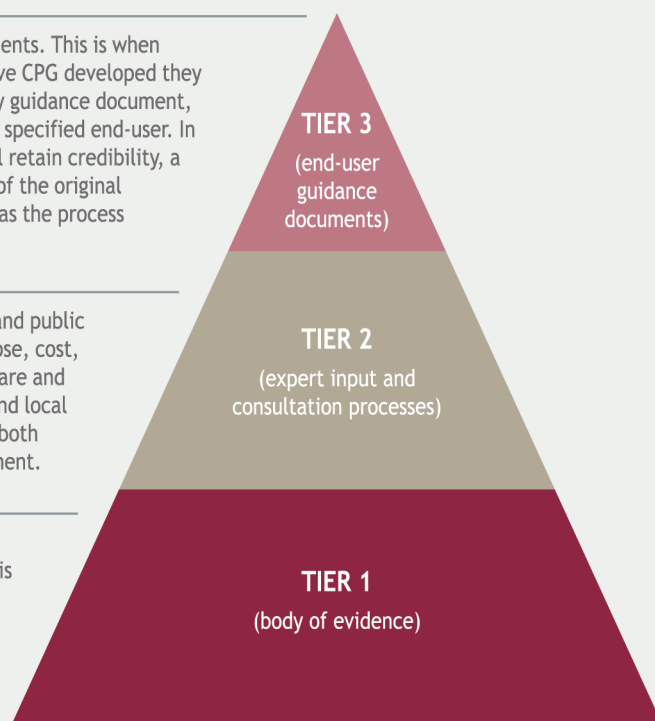 ents. This is when
ve CPG developed they
y guidance document,
specified end-user. In
l retain credibility, a
of the original
as the process
TIER 3
(end-user
guidance
documents)
and public
ose, cost,
are and
nd local
both
ment.
TIER 2
(expert input and
consultation processes)
is
TIER 1
(body of evidence)